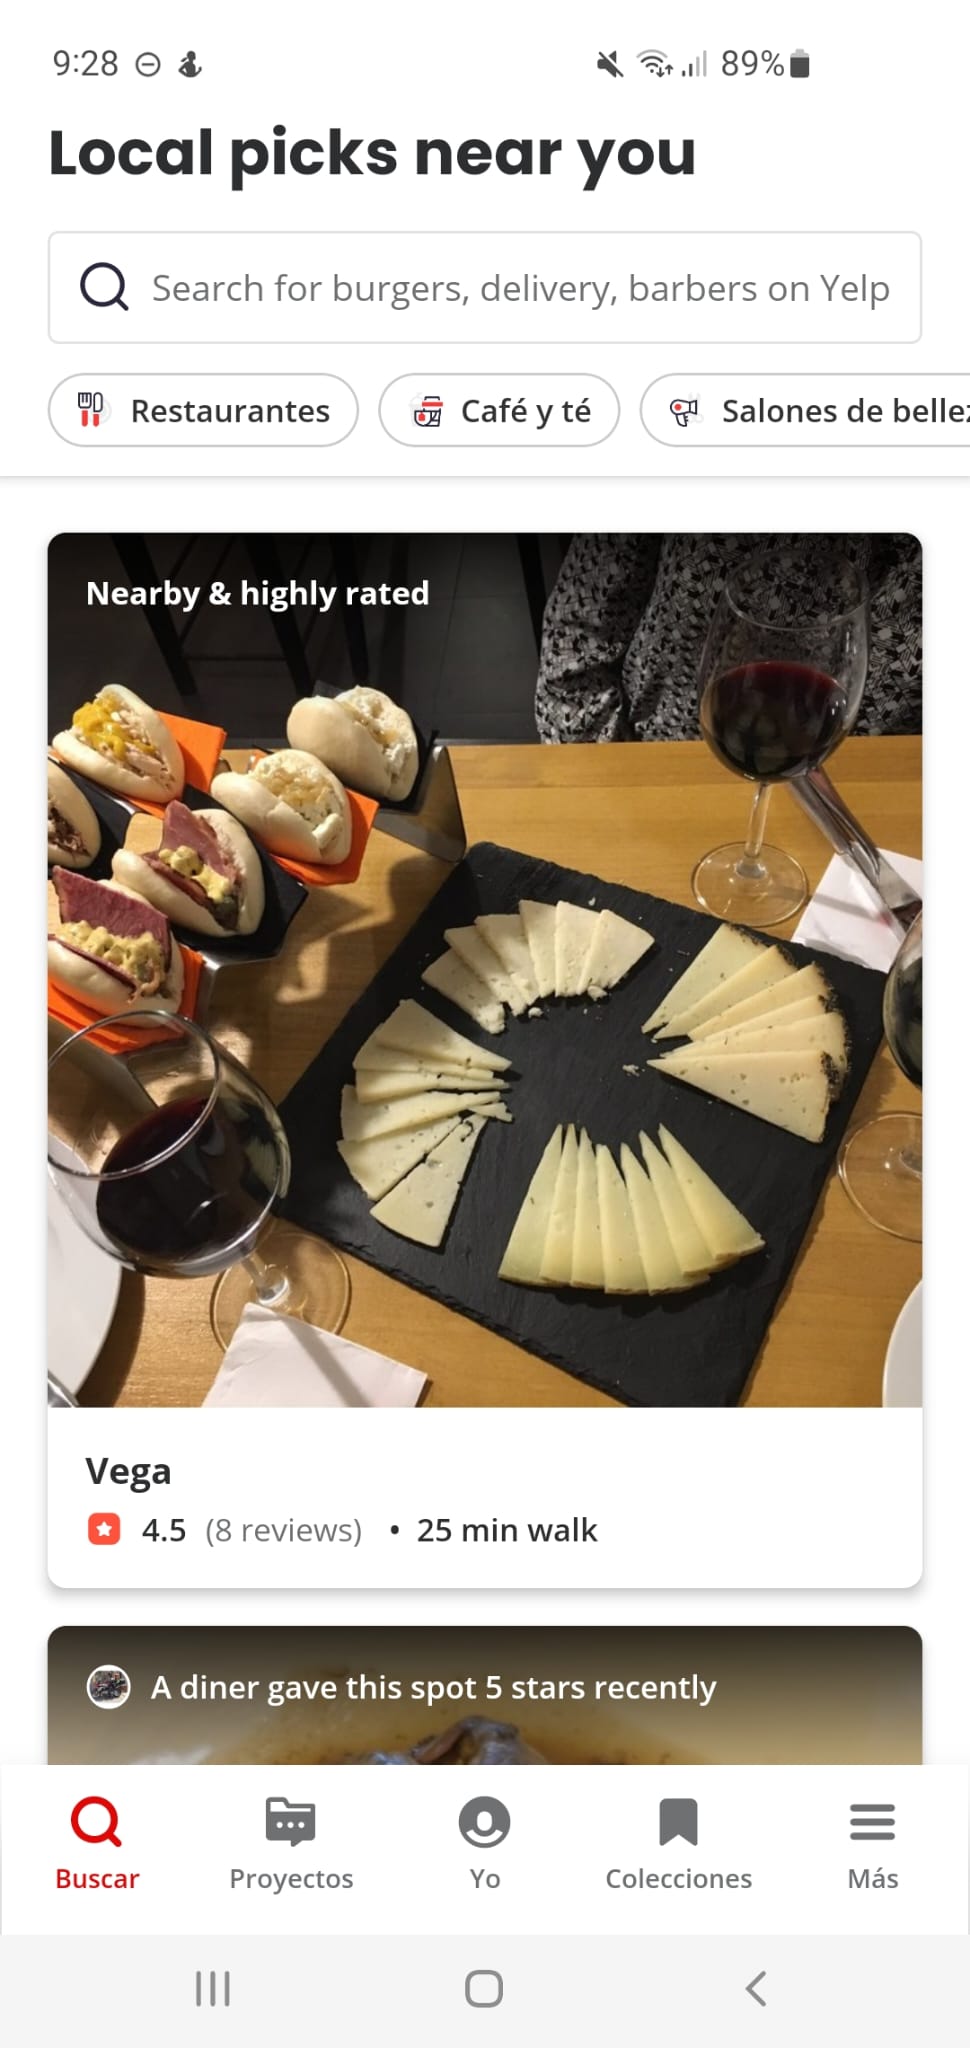 9:28 89%
Local picks near you
Search for burgers, delivery, barbers on Yelp
Restaurantes Café y té Salones de bellez
Nearby & highly rated
Vega
4.5 (8 reviews) • 25 min walk
A diner gave this spot 5 stars recently
Buscar Proyectos Yo Colecciones Más